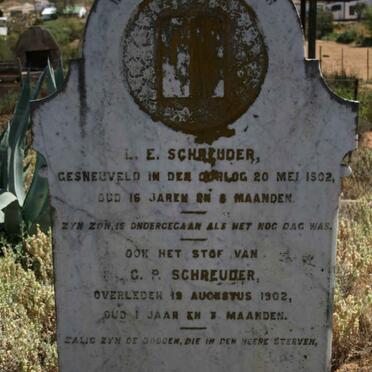 L. E. SCHREUDER,
GESNEUVELD IN DEN OORLOG 20 MEI 1902,
OUD 16 JAREN EN 8 MAANDEN.
ZYN ZON, IS ONDERGEGAAN ALS HET NOG DAG WAS.
OOK HET STOF VAN
C. P. SCHREUDER,
OVERLEDEN 19 AUGUSTUS 1902,
OUD 1 JAAR EN 3 MAANDEN.
ZALIG ZYN DE DOODEN, DIE IN DEN HEERE STERVEN,